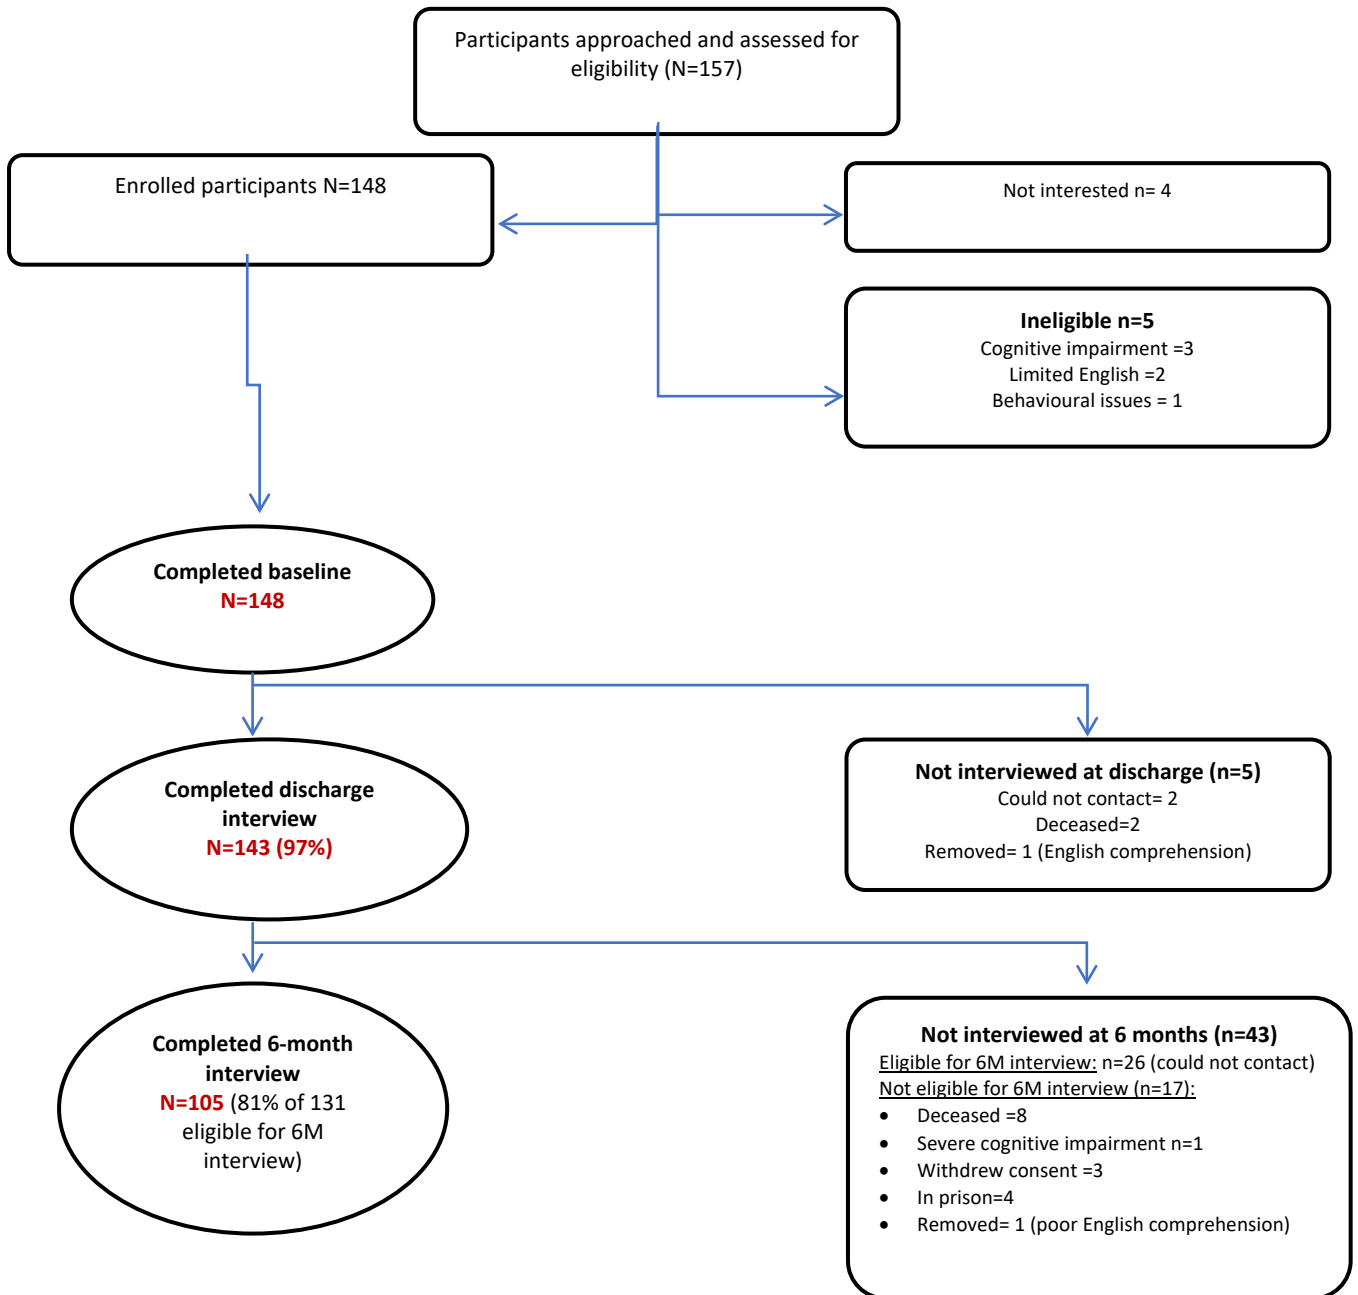 Participants approached and assessed for
eligibility (N=157)
Enrolled participants N=148
Not interested n= 4
Ineligible n=5
Cognitive impairment =3
Limited English =2
Behavioural issues = 1
Completed baseline
N=148
Completed discharge
interview
N=143 (97%)
Not interviewed at discharge (n=5)
Could not contact= 2
Deceased=2
Removed= 1 (English comprehension)
Completed 6-month
interview
N=105 (81% of 131
eligible for 6M
interview)
Not interviewed at 6 months (n=43)
Eligible for 6M interview: n=26 (could not contact)
Not eligible for 6M interview (n=17):
• Deceased =8
• Severe cognitive impairment n=1
• Withdrew consent =3
• In prison=4
• Removed= 1 (poor English comprehension)